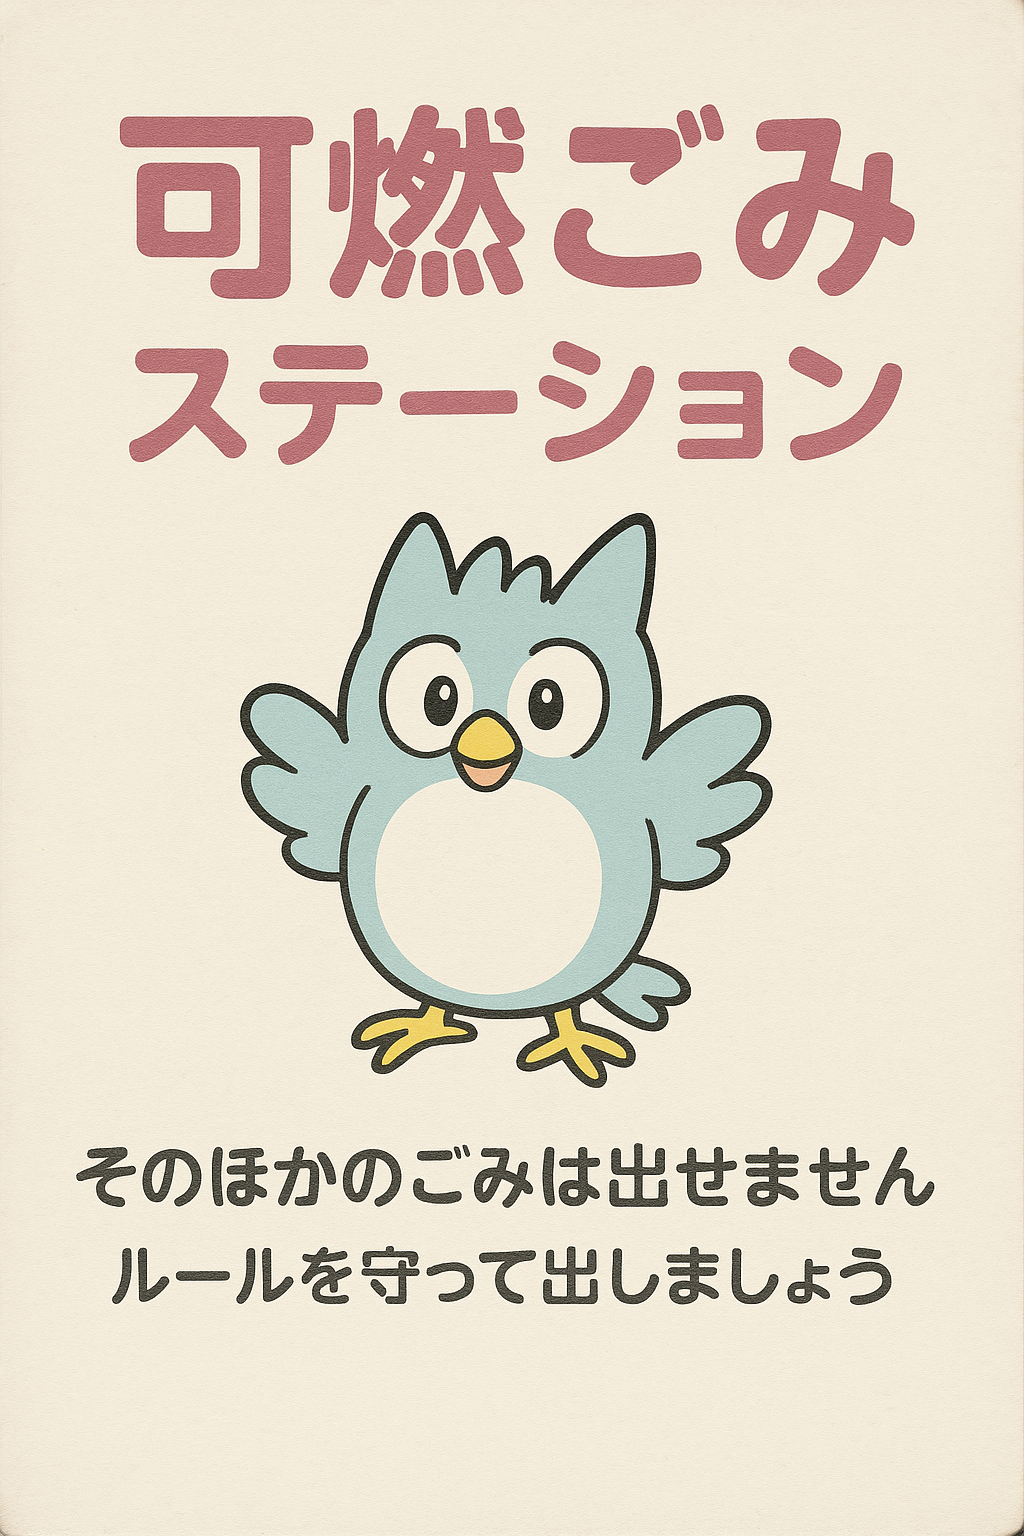 可燃ごみ
ステーション
そのほかのごみは出せません
ルールを守って出しましょう